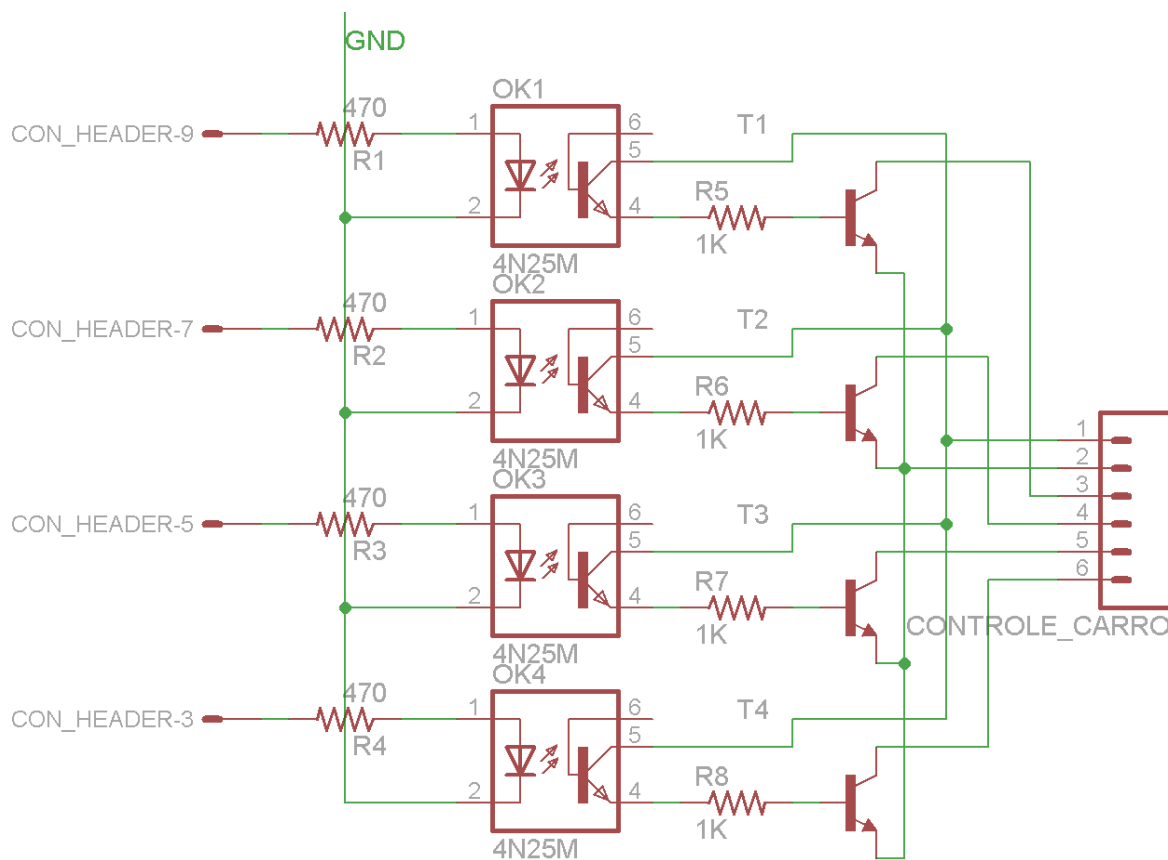 GND
OK1
470
CON_HEADER-9
1
6
T1
R1
5
R5
2
4
1K
4N25M
OK2
470
CON_HEADER-7
1
6
T2
R2
5
R6
2
4
1K
4N25M
OK3
470
CON_HEADER-5
1
6
T3
R3
5
R7
2
4
1K
4N25M
OK4
470
CON_HEADER-3
1
6
T4
R4
5
R8
2
4
1K
4N25M
1
2
3
4
5
6
CONTROLE_CARRO